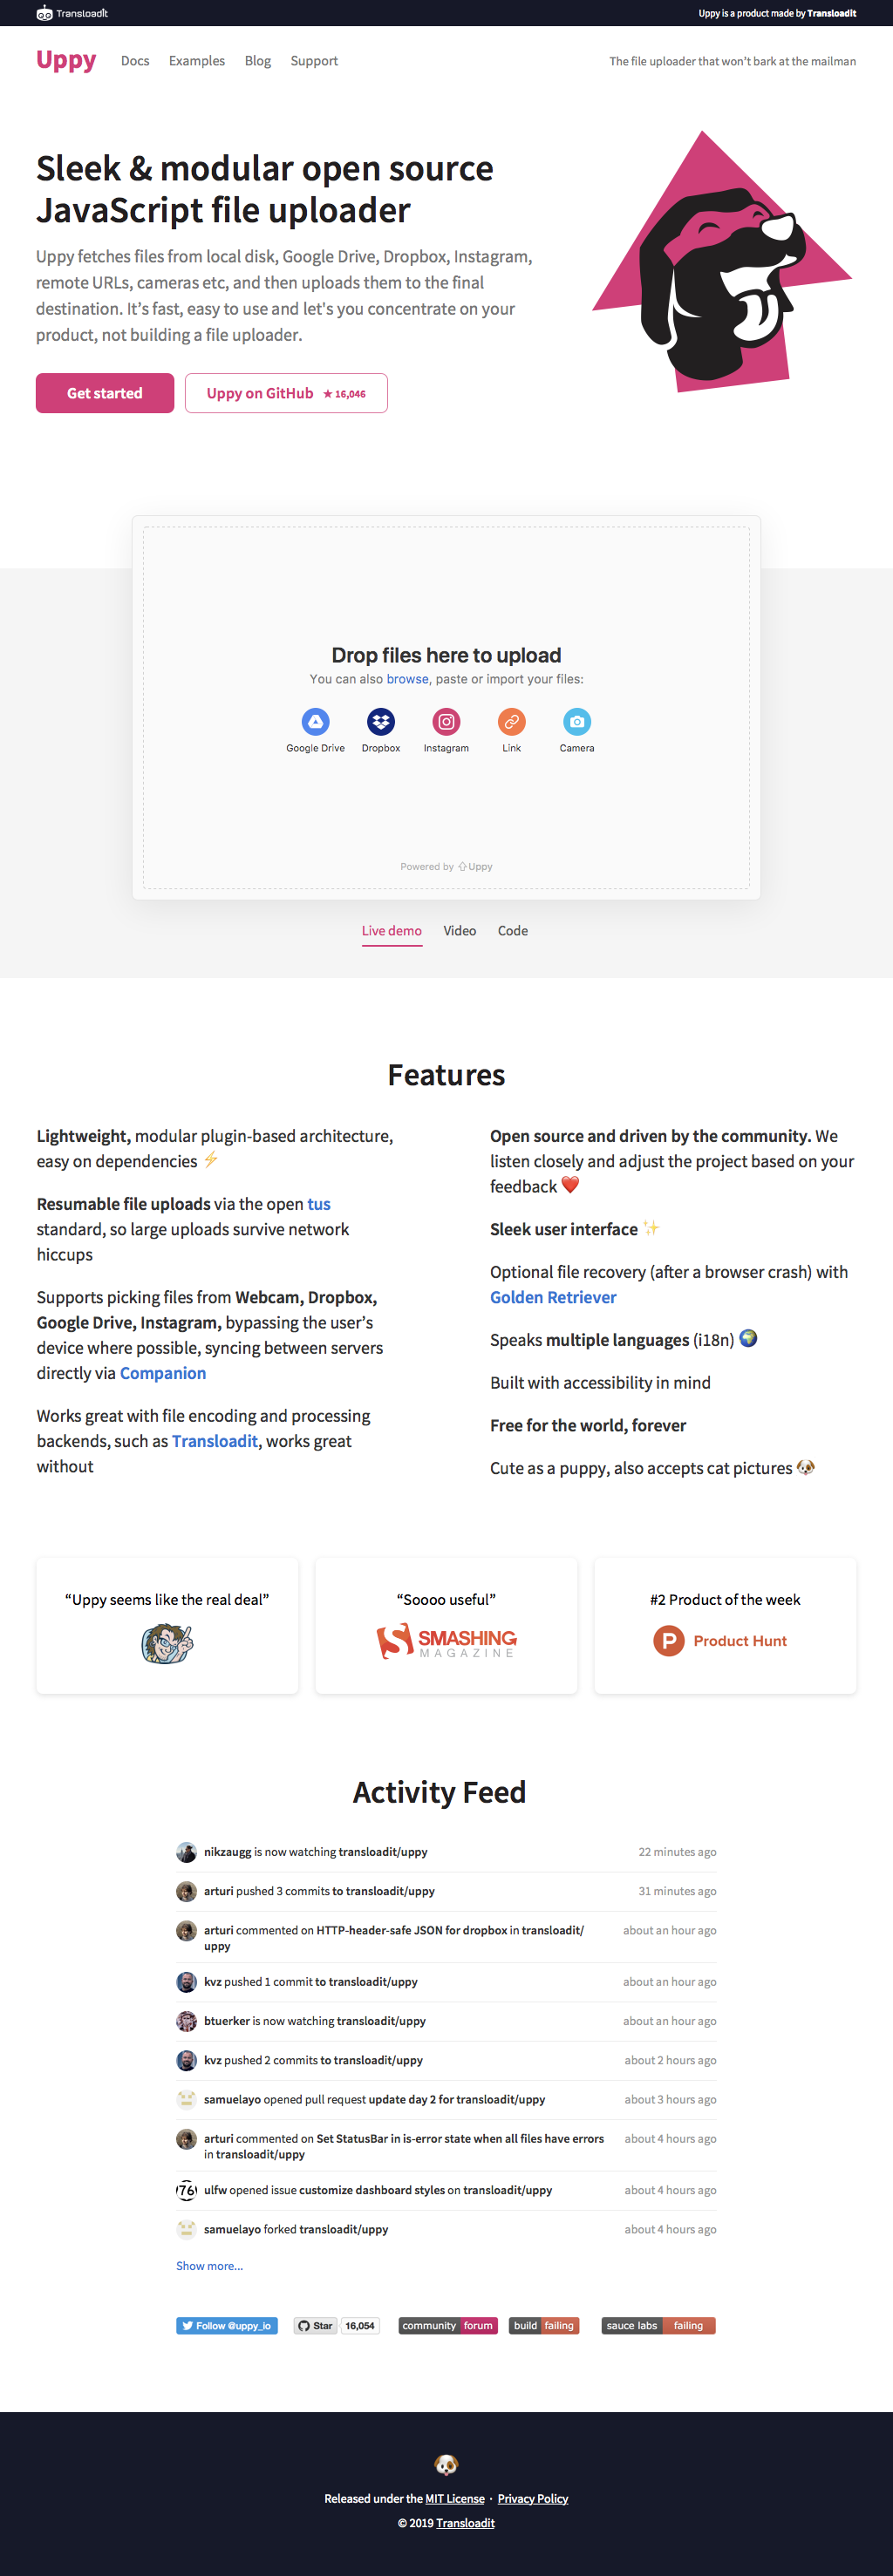 Transloadit
Uppy is a product made by Transloadit
Uppy
Docs
Examples
Blog
Support
The file uploader that won't bark at the mailman
Sleek & modular open source
JavaScript file uploader
Uppy fetches files from local disk, Google Drive, Dropbox, Instagram,
remote URLs, cameras etc, and then uploads them to the final
destination. It's fast, easy to use and let's you concentrate on your
product, not building a file uploader.
Get started
Uppy on GitHub ★ 16,046
Drop files here to upload
You can also browse, paste or import your files:
Google Drive
Dropbox
Instagram
Link
Camera
Powered by Uppy
Live demo
Video
Code
Features
Lightweight, modular plugin-based architecture,
easy on dependencies ⚡
Resumable file uploads via the open tus
standard, so large uploads survive network
hiccups
Supports picking files from Webcam, Dropbox,
Google Drive, Instagram, bypassing the user's
device where possible, syncing between servers
directly via Companion
Works great with file encoding and processing
backends, such as Transloadit, works great
without
Open source and driven by the community. We
listen closely and adjust the project based on your
feedback ❤️
Sleek user interface ✨
Optional file recovery (after a browser crash) with
Golden Retriever
Speaks multiple languages (i18n) 🌍
Built with accessibility in mind
Free for the world, forever
Cute as a puppy, also accepts cat pictures 🐶
“Uppy seems like the real deal”
“Soooo useful”
SMASHING
MAGAZINE
#2 Product of the week
P Product Hunt
Activity Feed
nikzaugg is now watching transloadit/uppy
22 minutes ago
arturi pushed 3 commits to transloadit/uppy
31 minutes ago
arturi commented on HTTP-header-safe JSON for dropbox in transloadit/
uppy
about an hour ago
kvz pushed 1 commit to transloadit/uppy
about an hour ago
btuerker is now watching transloadit/uppy
about an hour ago
kvz pushed 2 commits to transloadit/uppy
about 2 hours ago
samuelayo opened pull request update day 2 for transloadit/uppy
about 3 hours ago
arturi commented on Set StatusBar in is-error state when all files have errors
in transloadit/uppy
about 4 hours ago
76
ulfw opened issue customize dashboard styles on transloadit/uppy
about 4 hours ago
samuelayo forked transloadit/uppy
about 4 hours ago
Show more...
Follow @uppy_io
Star 16,054
community forum
build failing
sauce labs failing
Released under the MIT License · Privacy Policy
© 2019 Transloadit